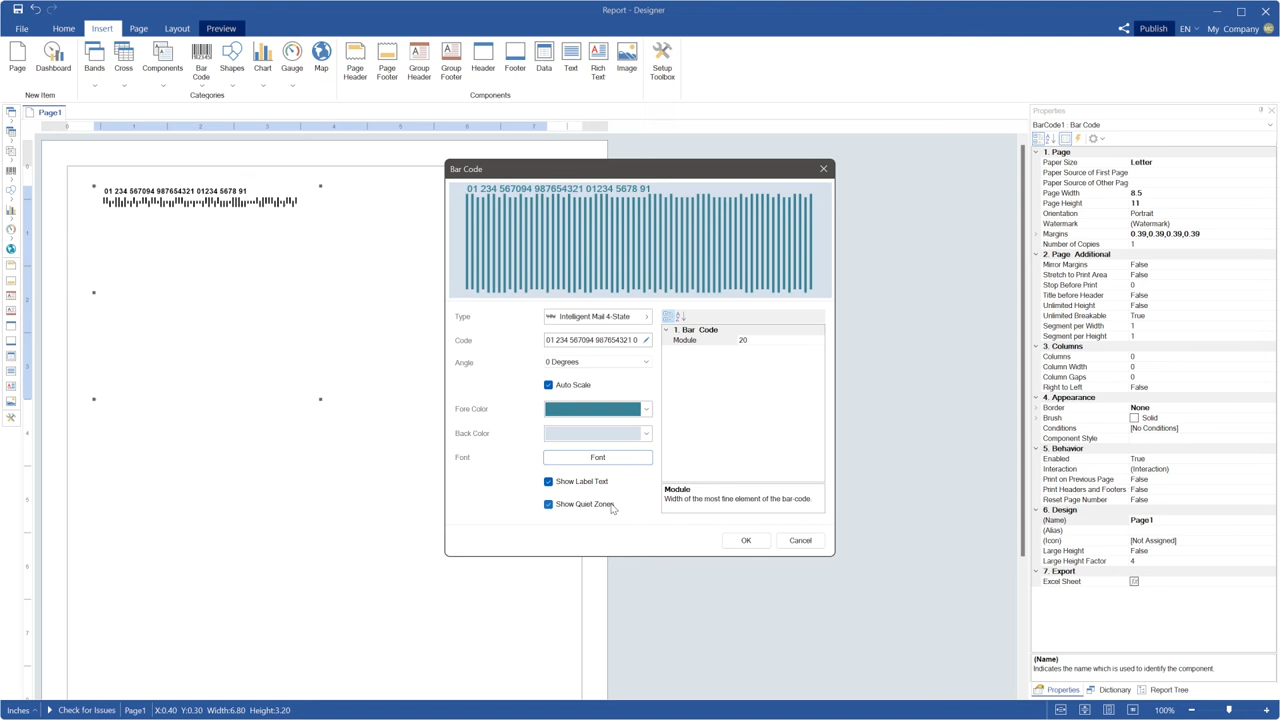 Report - Designer
File Home Insert Page Layout Preview
Publish EN My Company
Page Dashboard Bands Cross Components Bar Code Shapes Chart Gauge Map Page Header Page Footer Group Header Group Footer Header Footer Data Text Rich Text Image Setup Toolbox
New Item Categories Components
Page1
0 1 2 3 4 5 6 7
01 234 567094 987654321 01234 5678 91
Bar Code
01 234 567094 987654321 01234 5678 91
Type Intelligent Mail 4-State
Code 01 234 567094 987654321 0
Angle 0 Degrees
Auto Scale
Fore Color
Back Color
Font Font
Show Label Text
Show Quiet Zones
1. Bar Code
Module 20
Module
Width of the most fine element of the bar-code.
OK Cancel
Properties
BarCode1 : Bar Code
1. Page
Paper Size Letter
Paper Source of First Page
Paper Source of Other Pag
Page Width 8.5
Page Height 11
Orientation Portrait
Watermark (Watermark)
Margins 0.39,0.39,0.39,0.39
Number of Copies 1
2. Page Additional
Mirror Margins False
Stretch to Print Area False
Stop Before Print 0
Title before Header False
Unlimited Height False
Unlimited Breakable True
Segment per Width 1
Segment per Height 1
3. Columns
Columns 0
Column Width 0
Column Gaps 0
Right to Left False
4. Appearance
Border None
Brush Solid
Conditions [No Conditions]
Component Style
5. Behavior
Enabled True
Interaction (Interaction)
Print on Previous Page False
Print Headers and Footers False
Reset Page Number False
6. Design
(Name) Page1
(Alias)
(Icon) [Not Assigned]
Large Height False
Large Height Factor 4
7. Export
Excel Sheet
(Name)
Indicates the name which is used to identify the component.
Properties Dictionary Report Tree
Inches Check for Issues Page1 X:0.40 Y:0.30 Width:6.80 Height:3.20 100%